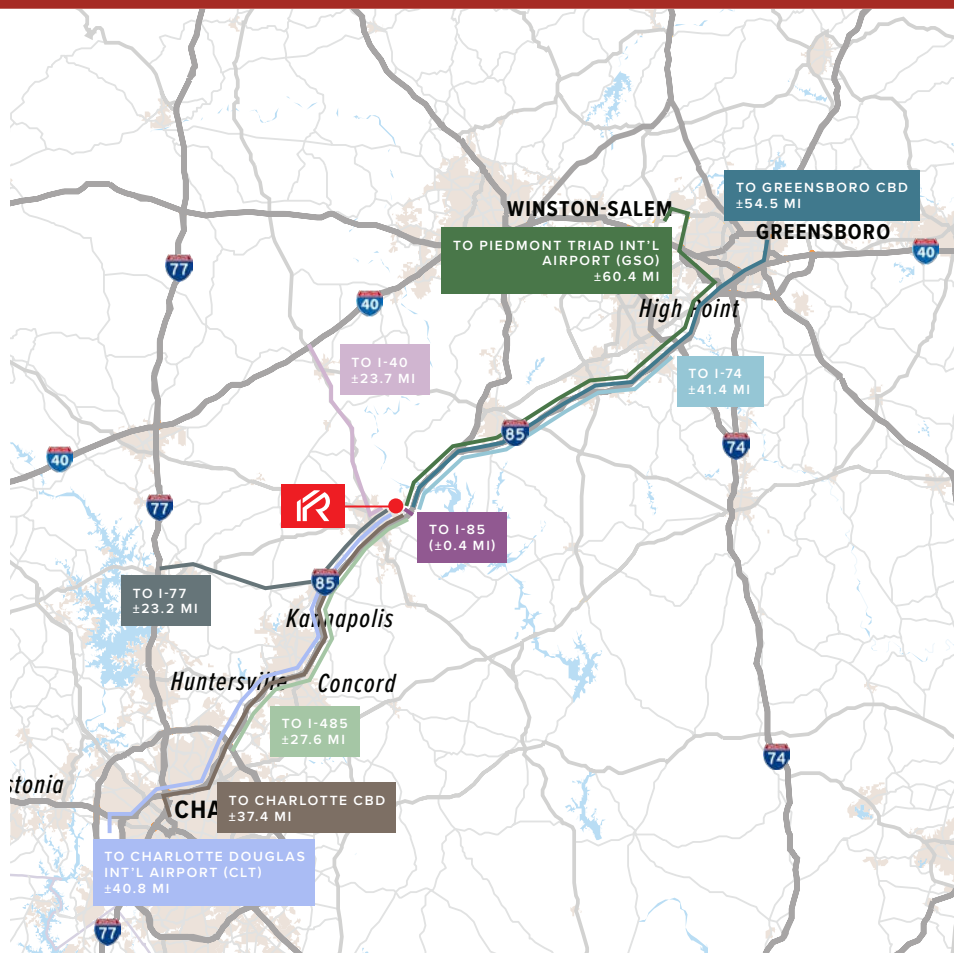 TO GREENSBORO CBD
±54.5 MI
WINSTON-SALEM
GREENSBORO
TO PIEDMONT TRIAD INT'L
AIRPORT (GSO)
±60.4 MI
40
77
40
High Point
TO I-40
±23.7 MI
TO I-74
±41.4 MI
85
74
40
77
R
TO I-85
(±0.4 MI)
85
TO I-77
±23.2 MI
Kannapolis
Huntersville
Concord
TO I-485
±27.6 MI
74
stonia
CHA
TO CHARLOTTE CBD
±37.4 MI
TO CHARLOTTE DOUGLAS
INT'L AIRPORT (CLT)
±40.8 MI
77